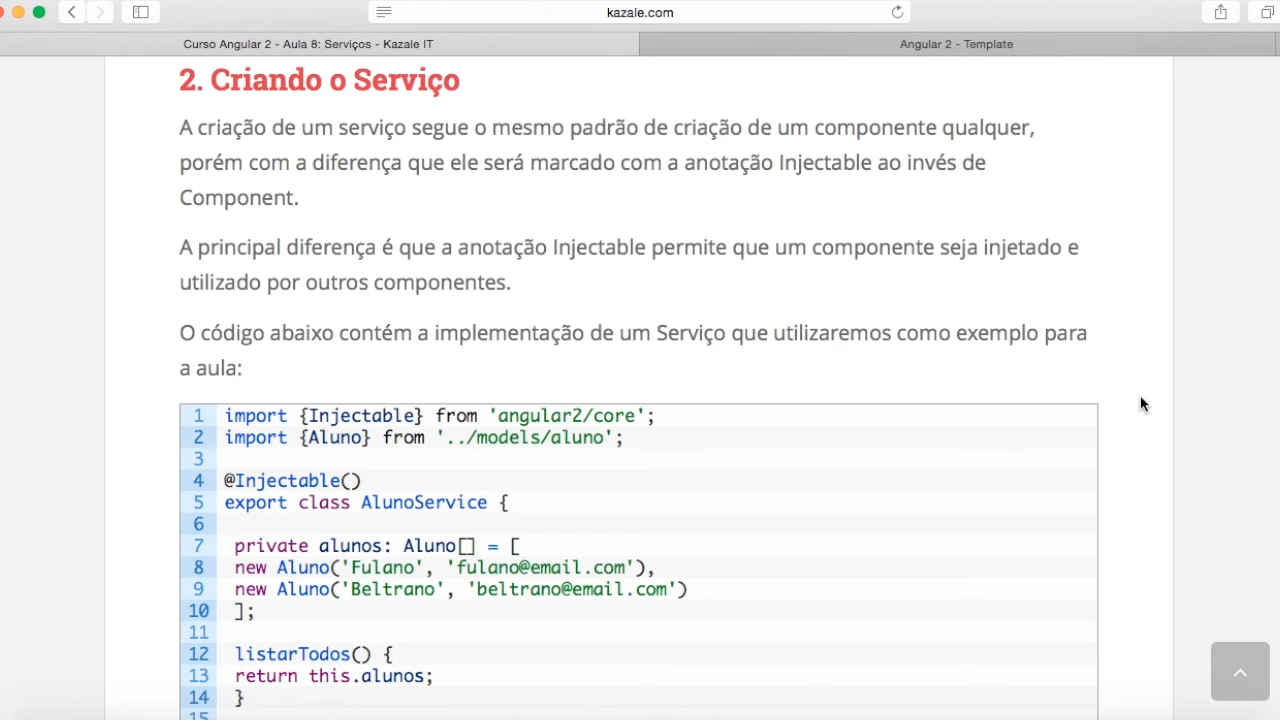 kazale.com
Curso Angular 2 - Aula 8: Serviços - Kazale IT
Angular 2 - Template
2. Criando o Serviço
A criação de um serviço segue o mesmo padrão de criação de um componente qualquer,
porém com a diferença que ele será marcado com a anotação Injectable ao invés de
Component.
A principal diferença é que a anotação Injectable permite que um componente seja injetado e
utilizado por outros componentes.
O código abaixo contém a implementação de um Serviço que utilizaremos como exemplo para
a aula:
1 import {Injectable} from 'angular2/core';
2 import {Aluno} from '../models/aluno';
3
4 @Injectable()
5 export class AlunoService {
6
7 private alunos: Aluno[] = [
8 new Aluno('Fulano', 'fulano@email.com'),
9 new Aluno('Beltrano', 'beltrano@email.com')
10 ];
11
12 listarTodos() {
13 return this.alunos;
14 }
15